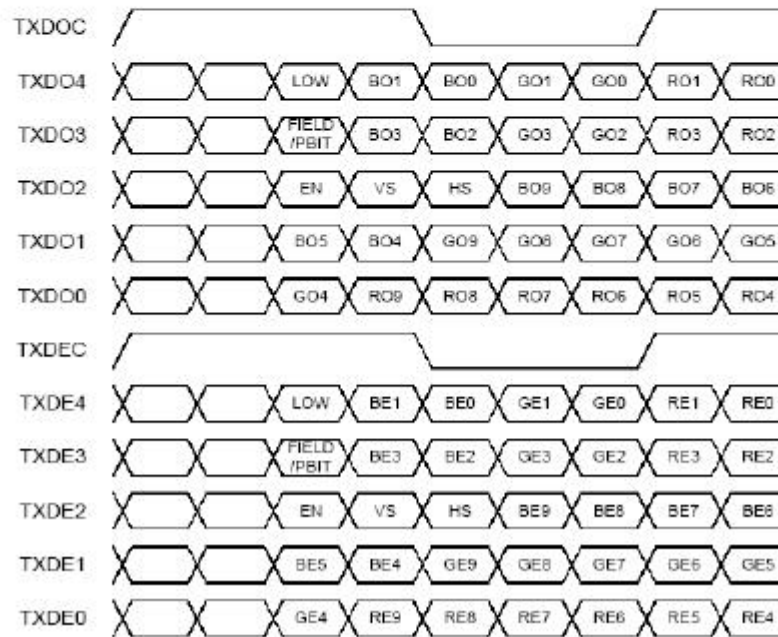 TXDOC
TXDO4 LOW BO1 BO0 GO1 GO0 RO1 RO0
TXDO3 FIELD /PBIT BO3 BO2 GO3 GO2 RO3 RO2
TXDO2 EN VS HS BO9 BO8 BO7 BO6
TXDO1 BO5 BO4 GO9 GO8 GO7 GO6 GO5
TXDO0 GO4 RO9 RO8 RO7 RO6 RO5 RO4
TXDEC
TXDE4 LOW BE1 BE0 GE1 GE0 RE1 RE0
TXDE3 FIELD /PBIT BE3 BE2 GE3 GE2 RE3 RE2
TXDE2 EN VS HS BE9 BE8 BE7 BE6
TXDE1 BE5 BE4 GE9 GE8 GE7 GE6 GE5
TXDE0 GE4 RE9 RE8 RE7 RE6 RE5 RE4